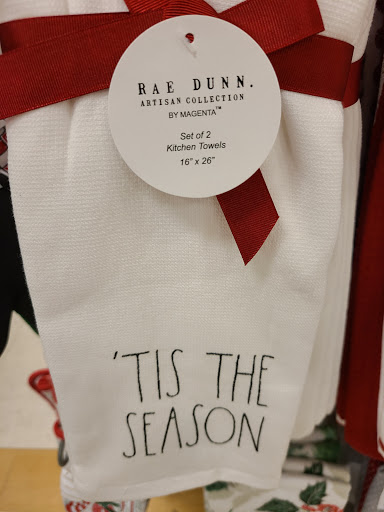 RAE DUNN.
ARTISAN COLLECTION
BY MAGENTA™
Set of 2
Kitchen Towels
16" x 26"
'TIS THE
SEASON